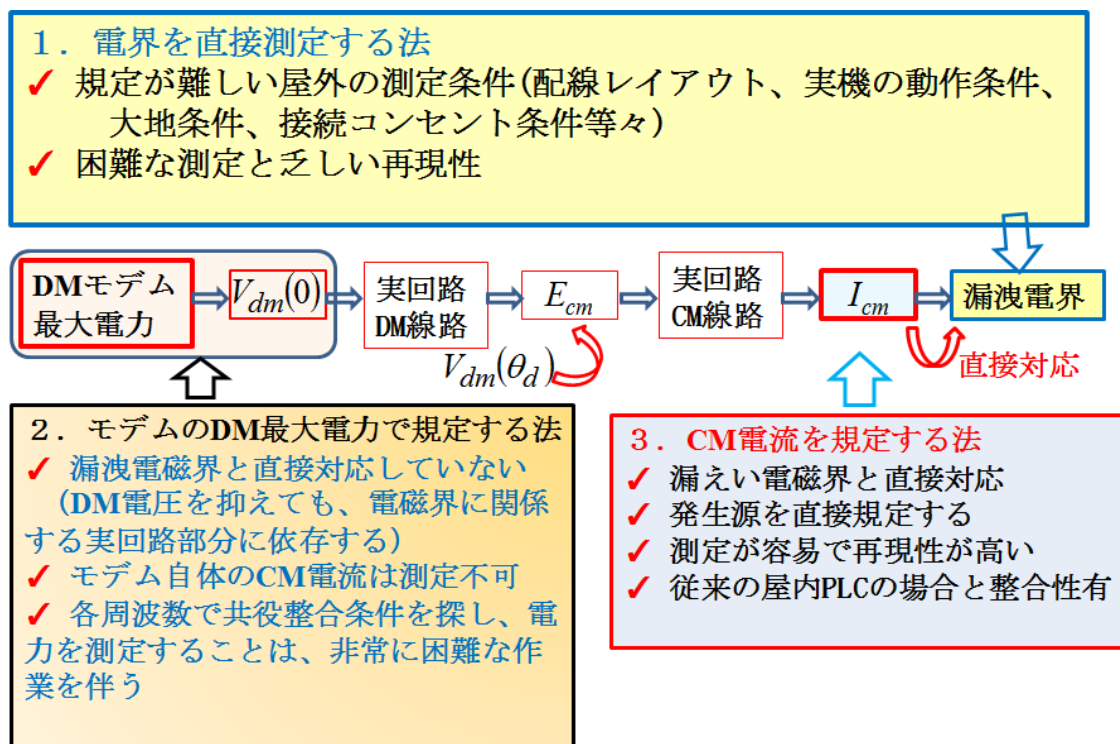 1. 電界を直接測定する法
✓ 規定が難しい屋外の測定条件(配線レイアウト、実機の動作条件、
大地条件、接続コンセント条件等々)
✓ 困難な測定と乏しい再現性
DMモデム
最大電力
Vdm(0)
実回路
DM線路
Ecm
実回路
CM線路
Icm
漏洩電界
Vdm(θd)
直接対応
2. モデムのDM最大電力で規定する法
✓ 漏洩電磁界と直接対応していない
(DM電圧を抑えても、電磁界に関係
する実回路部分に依存する)
✓ モデム自体のCM電流は測定不可
✓ 各周波数で共役整合条件を探し、電
力を測定することは、非常に困難な作
業を伴う
3. CM電流を規定する法
✓ 漏えい電磁界と直接対応
✓ 発生源を直接規定する
✓ 測定が容易で再現性が高い
✓ 従来の屋内PLCの場合と整合性有